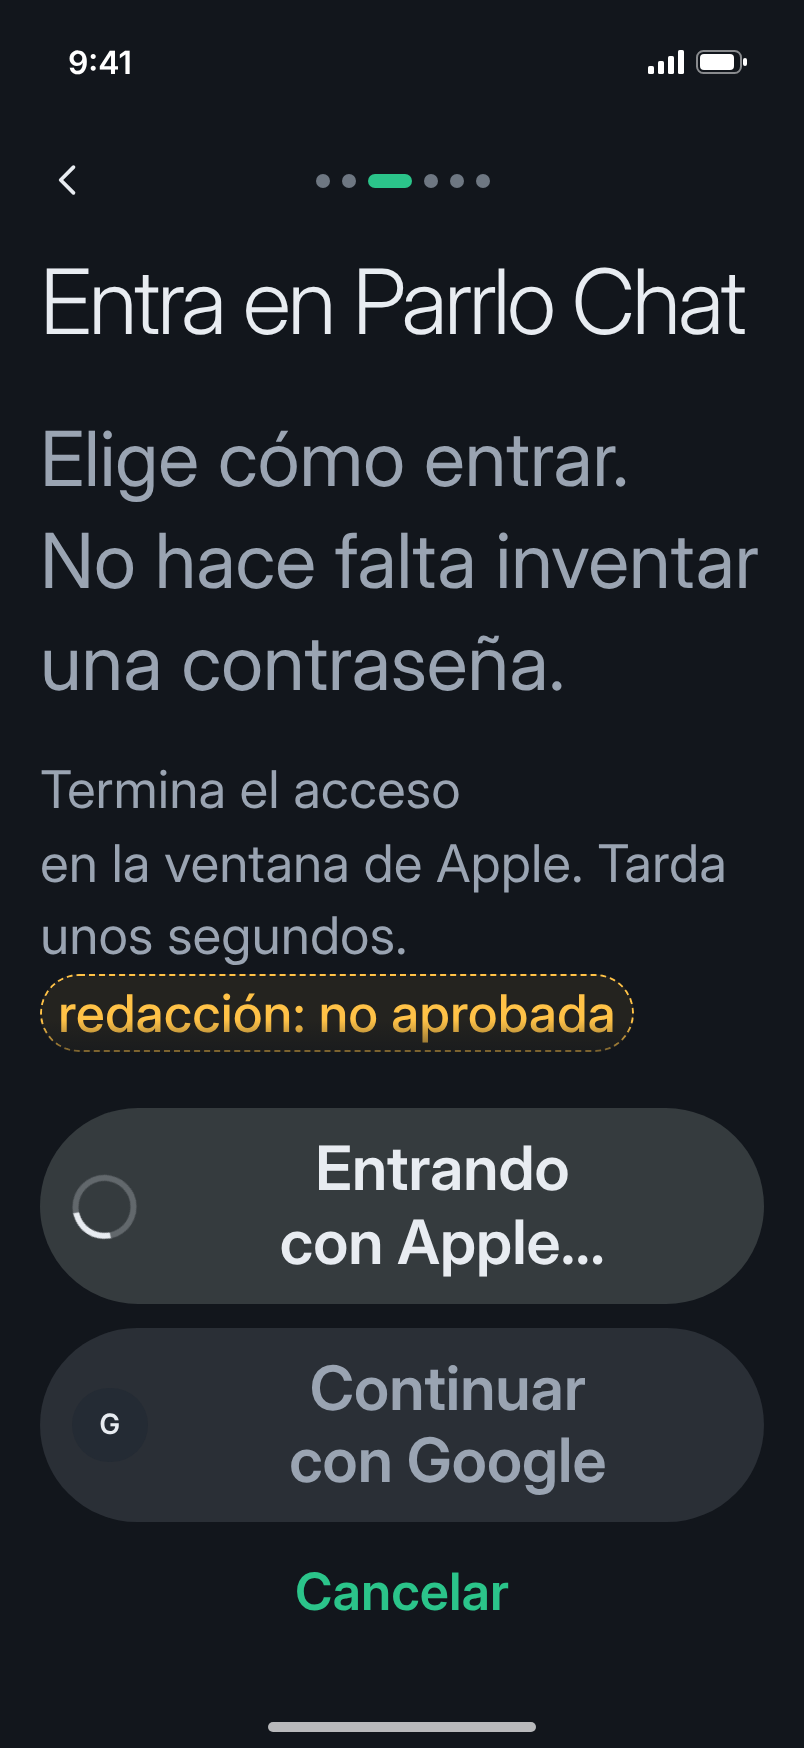 9:41
Entra en Parrlo Chat
Elige cómo entrar.
No hace falta inventar
una contraseña.
Termina el acceso
en la ventana de Apple. Tarda
unos segundos.
redacción: no aprobada
Entrando
con Apple...
G
Continuar
con Google
Cancelar